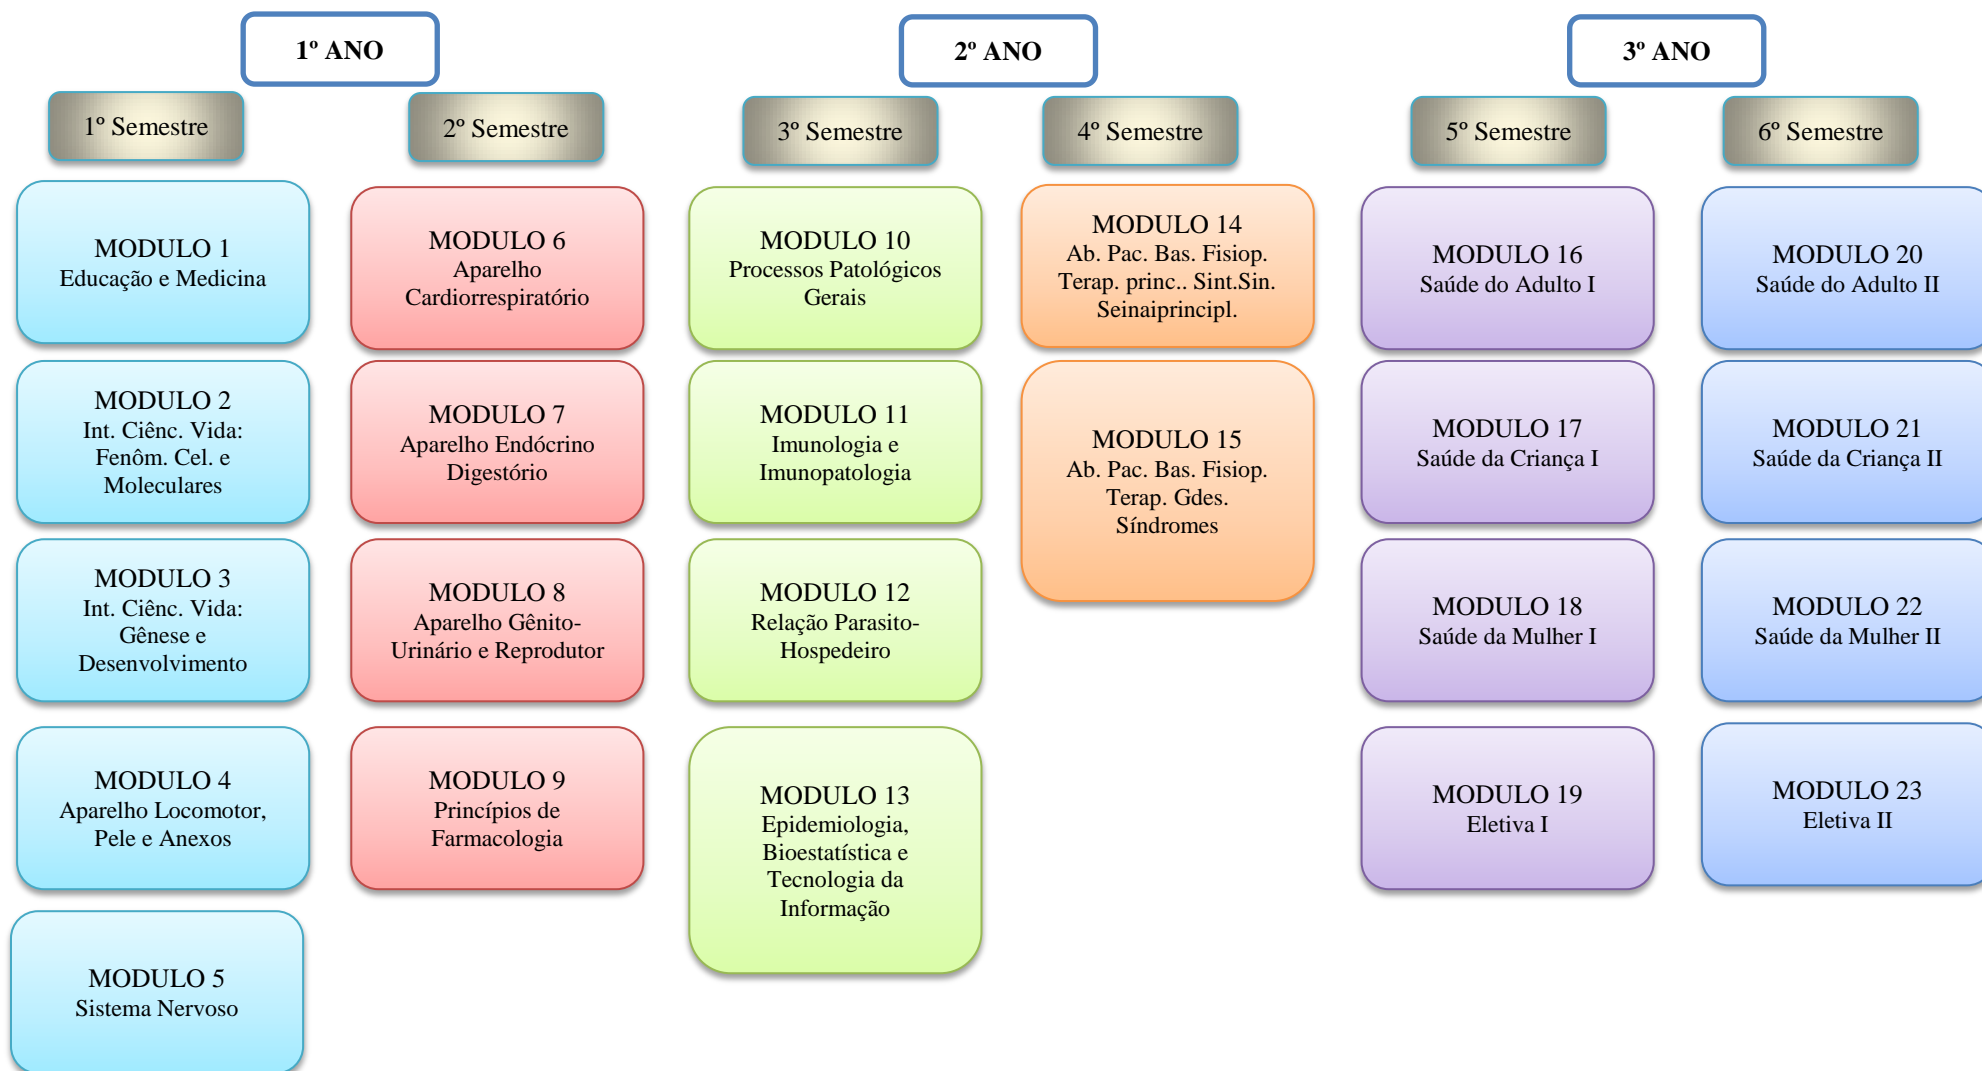 1º ANO
2º ANO
3º ANO
1º Semestre
2º Semestre
3º Semestre
4º Semestre
5º Semestre
6º Semestre
MODULO 1
Educação e Medicina
MODULO 2
Int. Ciênc. Vida:
Fenôm. Cel. e
Moleculares
MODULO 3
Int. Ciênc. Vida:
Gênese e
Desenvolvimento
MODULO 4
Aparelho Locomotor,
Pele e Anexos
MODULO 5
Sistema Nervoso
MODULO 6
Aparelho
Cardiorrespiratório
MODULO 7
Aparelho Endócrino
Digestório
MODULO 8
Aparelho Gênito-
Urinário e Reprodutor
MODULO 9
Princípios de
Farmacologia
MODULO 10
Processos Patológicos
Gerais
MODULO 11
Imunologia e
Imunopatologia
MODULO 12
Relação Parasito-
Hospedeiro
MODULO 13
Epidemiologia,
Bioestatística e
Tecnologia da
Informação
MODULO 14
Ab. Pac. Bas. Fisiop.
Terap. princ.. Sint.Sin.
Seinaiprincipl.
MODULO 15
Ab. Pac. Bas. Fisiop.
Terap. Gdes.
Síndromes
MODULO 16
Saúde do Adulto I
MODULO 17
Saúde da Criança I
MODULO 18
Saúde da Mulher I
MODULO 19
Eletiva I
MODULO 20
Saúde do Adulto II
MODULO 21
Saúde da Criança II
MODULO 22
Saúde da Mulher II
MODULO 23
Eletiva II